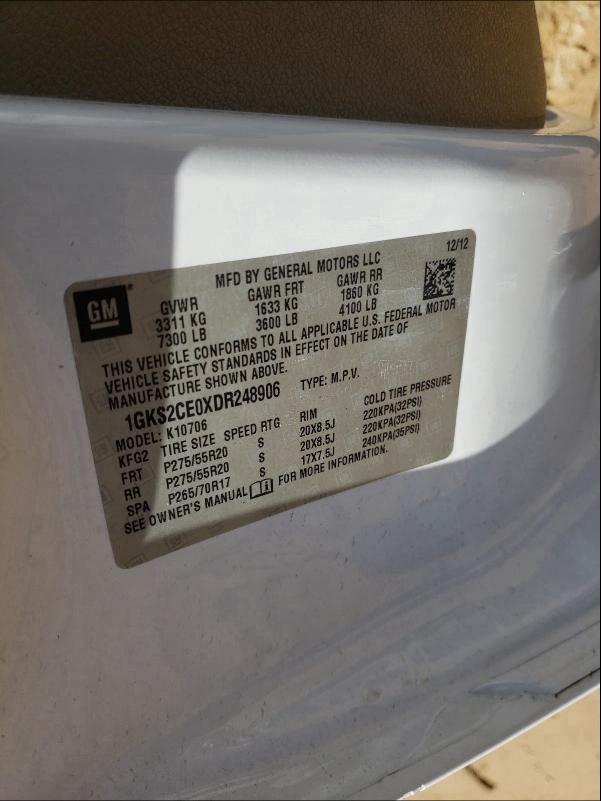 MFD BY GENERAL MOTORS LLC 12/12
GM
GVWR GAWR FRT GAWR RR
3311 KG 1633 KG 1860 KG
7300 LB 3600 LB 4100 LB
THIS VEHICLE CONFORMS TO ALL APPLICABLE U.S. FEDERAL MOTOR
VEHICLE SAFETY STANDARDS IN EFFECT ON THE DATE OF
MANUFACTURE SHOWN ABOVE.
1GKS2CE0XDR248906 TYPE: M.P.V.
MODEL: K10706
KFG2 TIRE SIZE SPEED RTG RIM COLD TIRE PRESSURE
FRT P275/55R20 S 20X8.5J 220KPA(32PSI)
RR P275/55R20 S 20X8.5J 220KPA(32PSI)
SPA P265/70R17 S 17X7.5J 240KPA(35PSI)
SEE OWNER'S MANUAL FOR MORE INFORMATION.